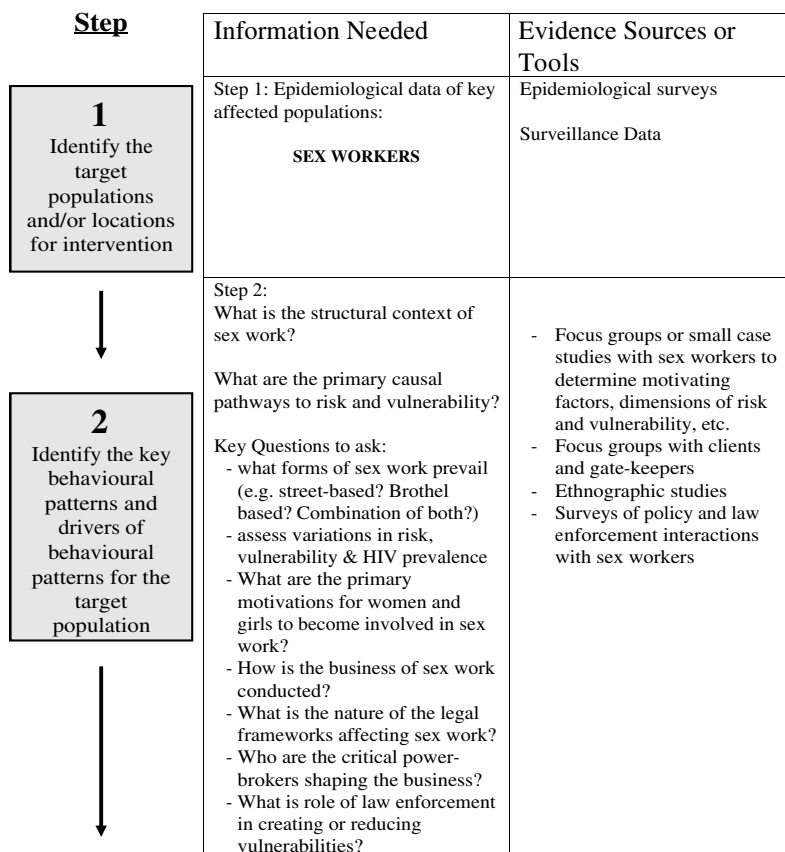 Step
Information Needed
Evidence Sources or
Tools
1
Identify the
target
populations
and/or locations
for intervention
Step 1: Epidemiological data of key
affected populations:
SEX WORKERS
Epidemiological surveys
Surveillance Data
2
Identify the key
behavioural
patterns and
drivers of
behavioural
patterns for the
target
population
Step 2:
What is the structural context of
sex work?
What are the primary causal
pathways to risk and vulnerability?
Key Questions to ask:
- what forms of sex work prevail
(e.g. street-based? Brothel
based? Combination of both?)
- assess variations in risk,
vulnerability & HIV prevalence
- What are the primary
motivations for women and
girls to become involved in sex
work?
- How is the business of sex work
conducted?
- What is the nature of the legal
frameworks affecting sex work?
- Who are the critical power-
brokers shaping the business?
- What is role of law enforcement
in creating or reducing
vulnerabilities?
- Focus groups or small case
studies with sex workers to
determine motivating
factors, dimensions of risk
and vulnerability, etc.
- Focus groups with clients
and gate-keepers
- Ethnographic studies
- Surveys of policy and law
enforcement interactions
with sex workers